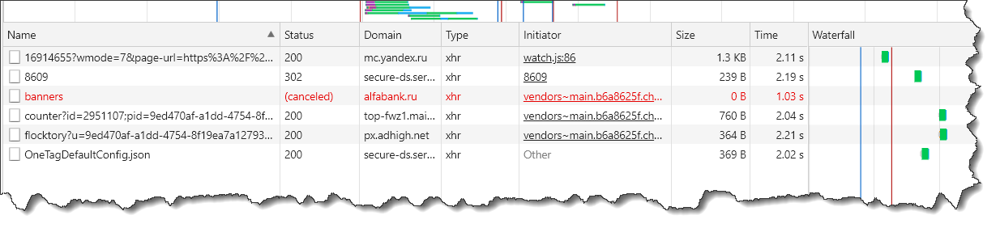 Name Status Domain Type Initiator Size Time Waterfall
16914655?wmode=7&page-url=https%3A%2F%2... 200 mc.yandex.ru xhr watch.js:86 1.3 KB 2.11 s
8609 302 secure-ds.ser... xhr 8609 239 B 2.19 s
banners (canceled) alfabank.ru xhr vendors~main.b6a8625f.ch... 0 B 1.03 s
counter?id=2951107;pid=9ed470af-a1dd-4754-8f... 200 top-fwz1.mai... xhr vendors~main.b6a8625f.ch... 760 B 2.04 s
flocktory?u=9ed470af-a1dd-4754-8f19ea7a12793... 200 px.adhigh.net xhr vendors~main.b6a8625f.ch... 364 B 2.21 s
OneTagDefaultConfig.json 200 secure-ds.ser... xhr Other 369 B 2.02 s